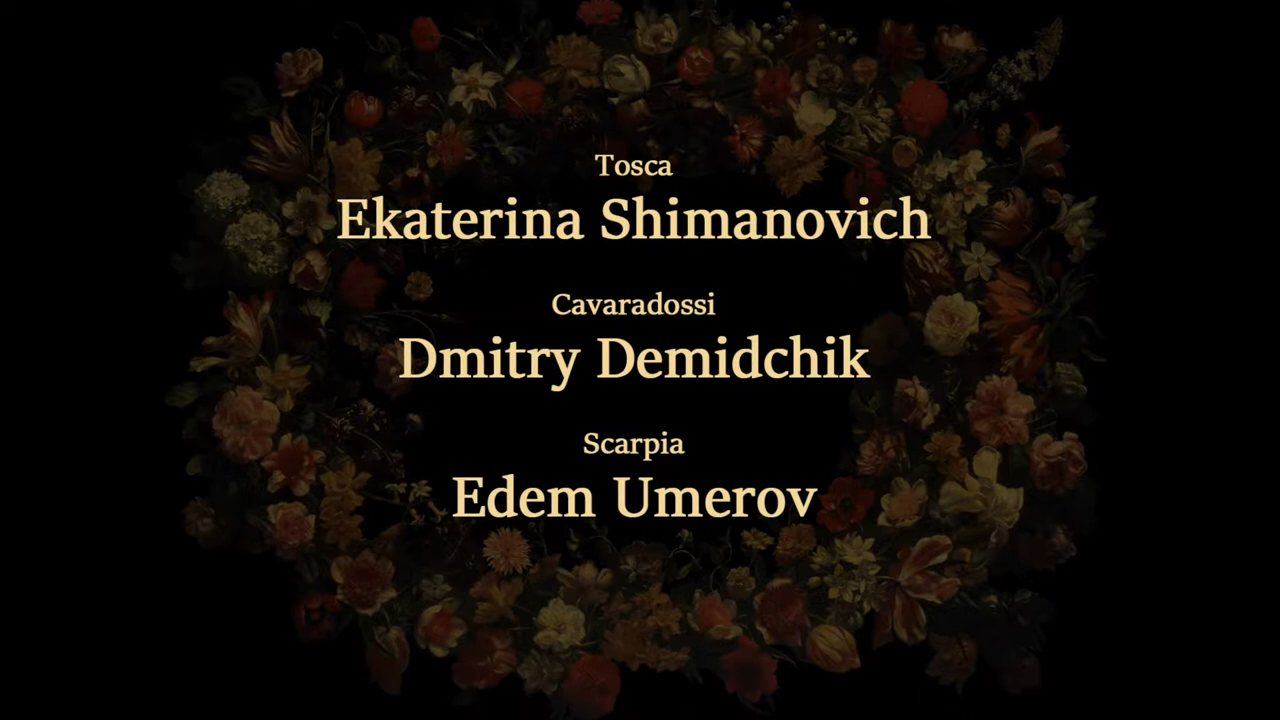 Tosca
Ekaterina Shimanovich
Cavaradossi
Dmitry Demidchik
Scarpia
Edem Umerov